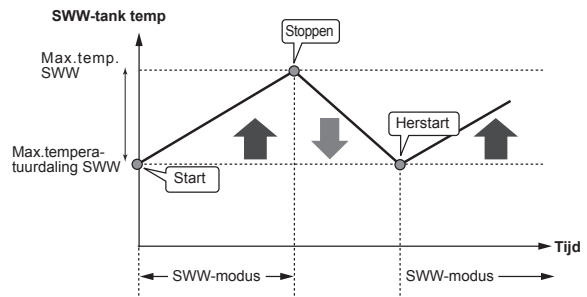 SWW-tank temp
Stoppen
Max.temp.
SWW
Herstart
Max.tempera-
tuurdaling SWW
Start
Tijd
SWW-modus
SWW-modus